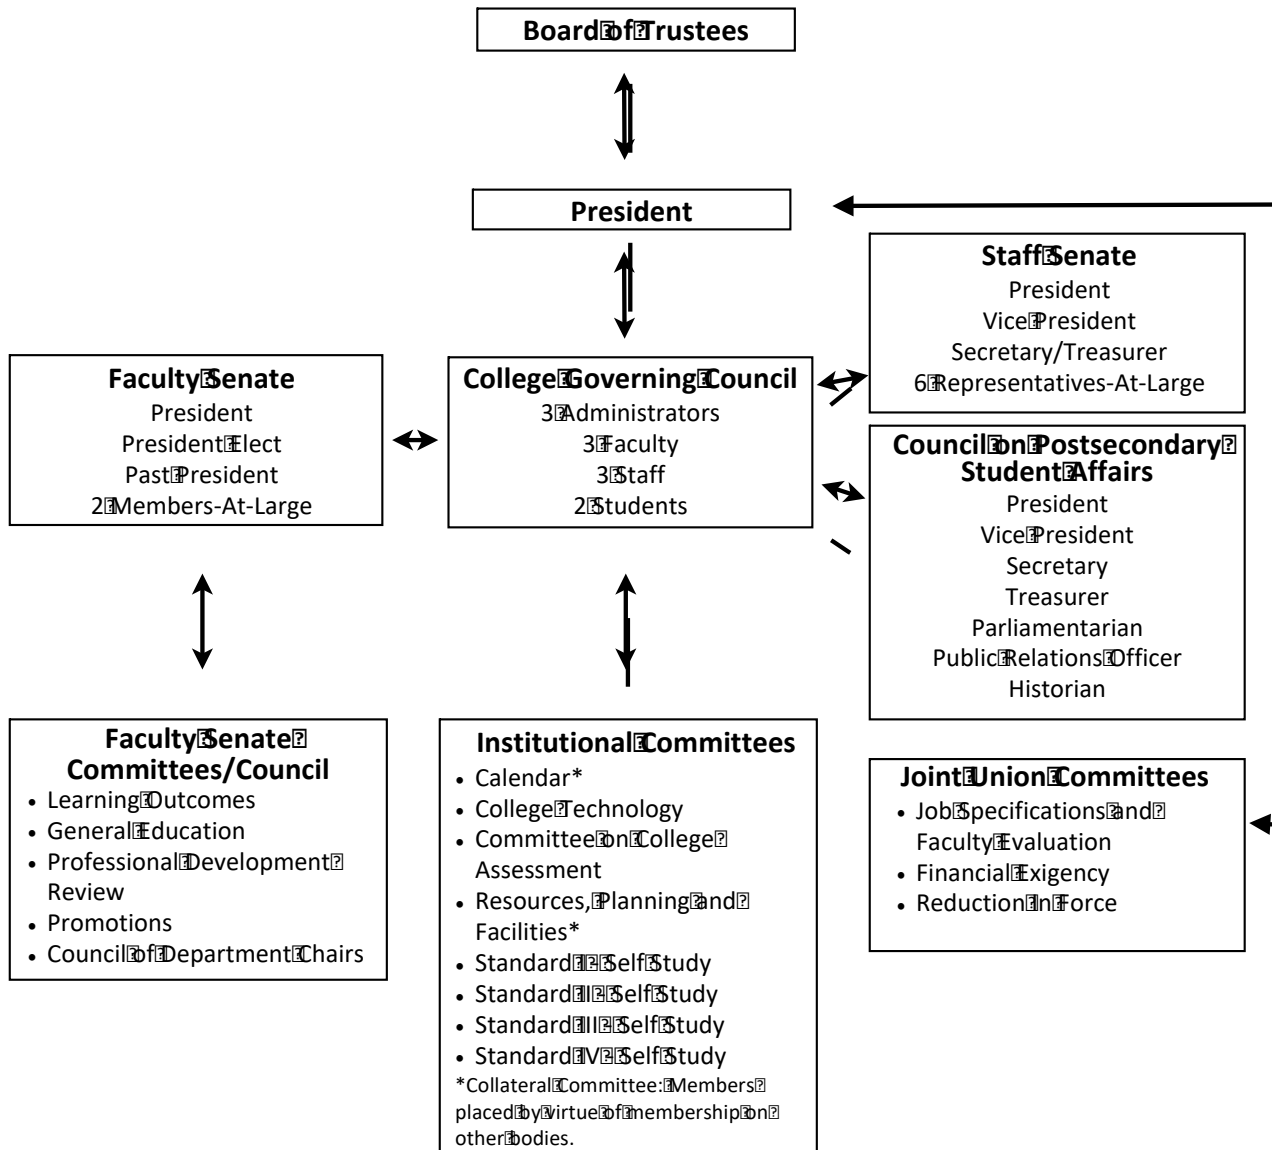 Board of Trustees
President
Staff Senate
President
Vice President
Secretary/Treasurer
6 Representatives-At-Large
Faculty Senate
President
President Elect
Past President
2 Members-At-Large
College Governing Council
3 Administrators
3 Faculty
3 Staff
2 Students
Council on Postsecondary
Student Affairs
President
Vice President
Secretary
Treasurer
Parliamentarian
Public Relations Officer
Historian
Faculty Senate
Committees/Council
• Learning Outcomes
• General Education
• Professional Development
Review
• Promotions
• Council of Department Chairs
Institutional Committees
• Calendar*
• College Technology
• Committee on College
Assessment
• Resources, Planning and
Facilities*
• Standard I - Self Study
• Standard II - Self Study
• Standard III - Self Study
• Standard IV - Self Study
*Collateral Committee: Members
placed by virtue of membership on
other bodies.
Joint Union Committees
• Job Specifications and
Faculty Evaluation
• Financial Exigency
• Reduction In Force